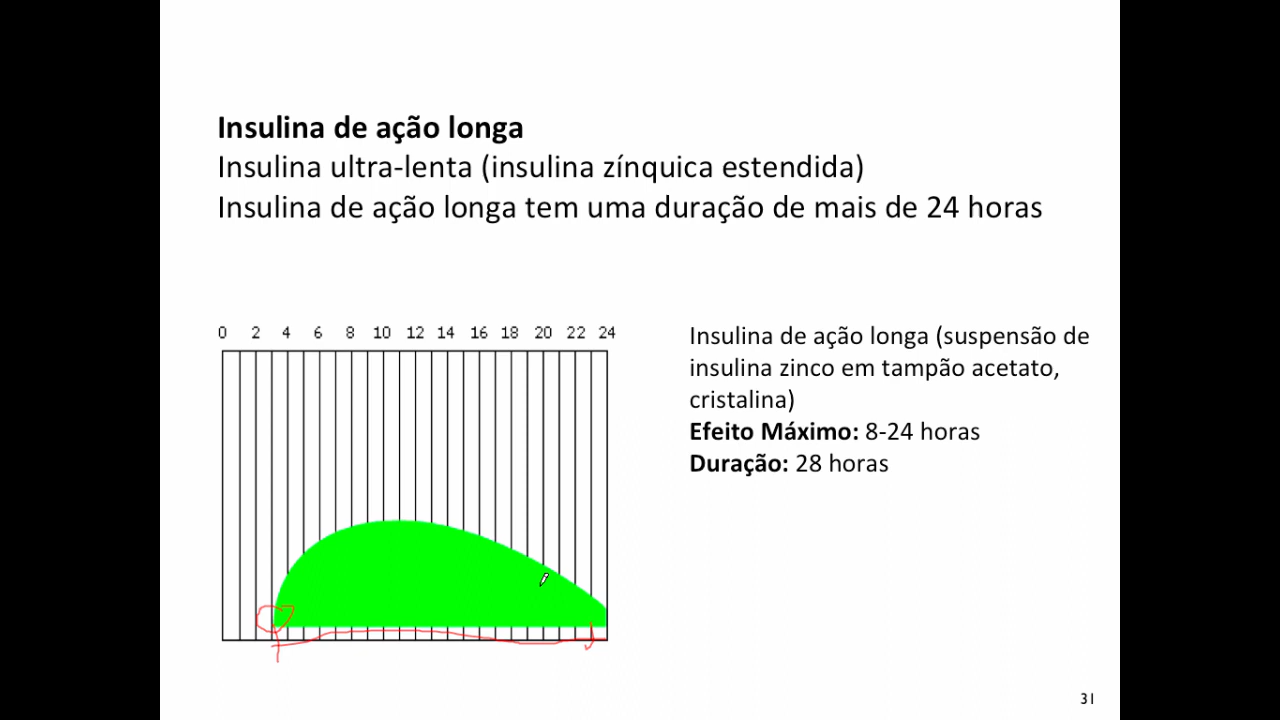 Insulina de ação longa
Insulina ultra-lenta (insulina zínquica estendida)
Insulina de ação longa tem uma duração de mais de 24 horas
0 2 4 6 8 10 12 14 16 18 20 22 24
Insulina de ação longa (suspensão de
insulina zinco em tampão acetato,
cristalina)
Efeito Máximo: 8-24 horas
Duração: 28 horas
31